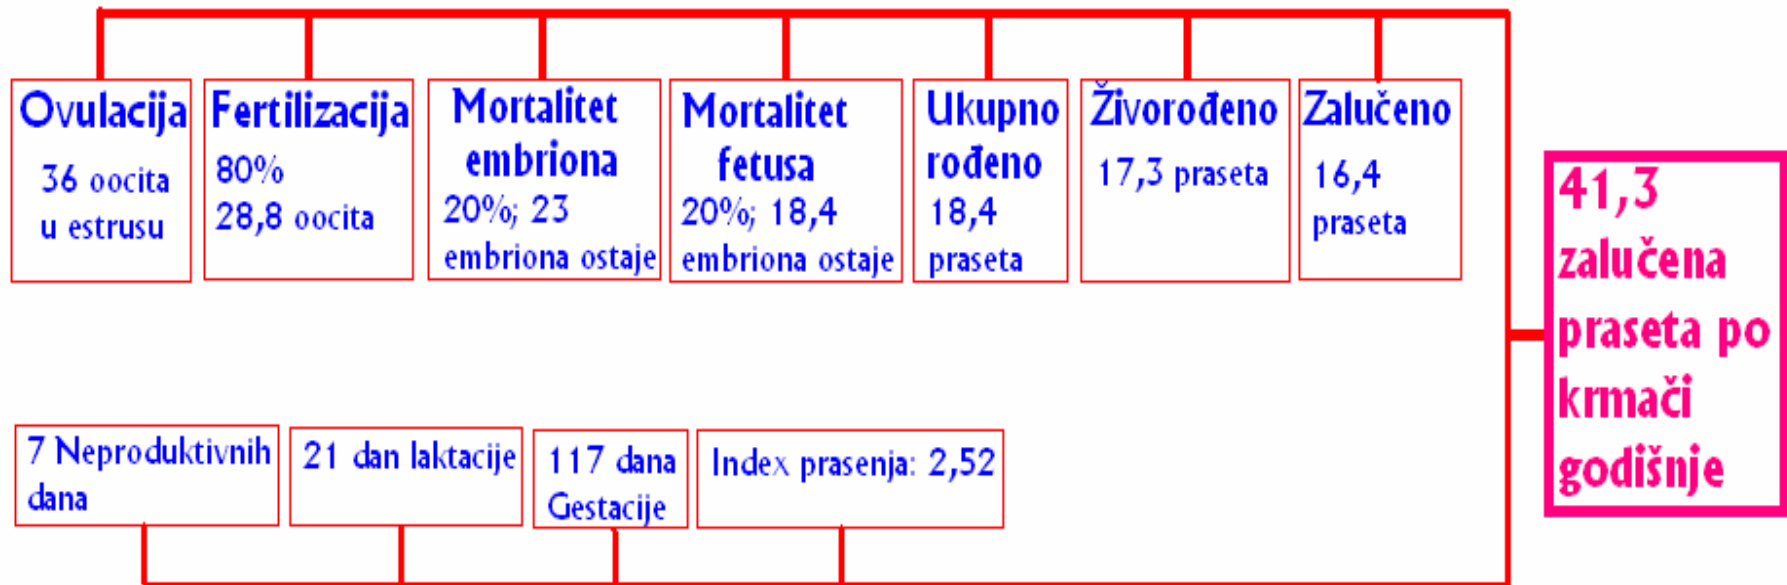 Ovulacija
36 oocita
u estrusu
Fertilizacija
80%
28,8 oocita
Mortalitet
embriona
20%; 23
embriona ostaje
Mortalitet
fetusa
20%; 18,4
embriona ostaje
Ukupno
rođeno
18,4
praseta
Živorođeno
17,3 praseta
Zalučeno
16,4
praseta
41,3
zalučena
praseta po
krmači
godišnje
7 Neproduktivnih
dana
21 dan laktacije
117 dana
Gestacije
Index prasenja: 2,52